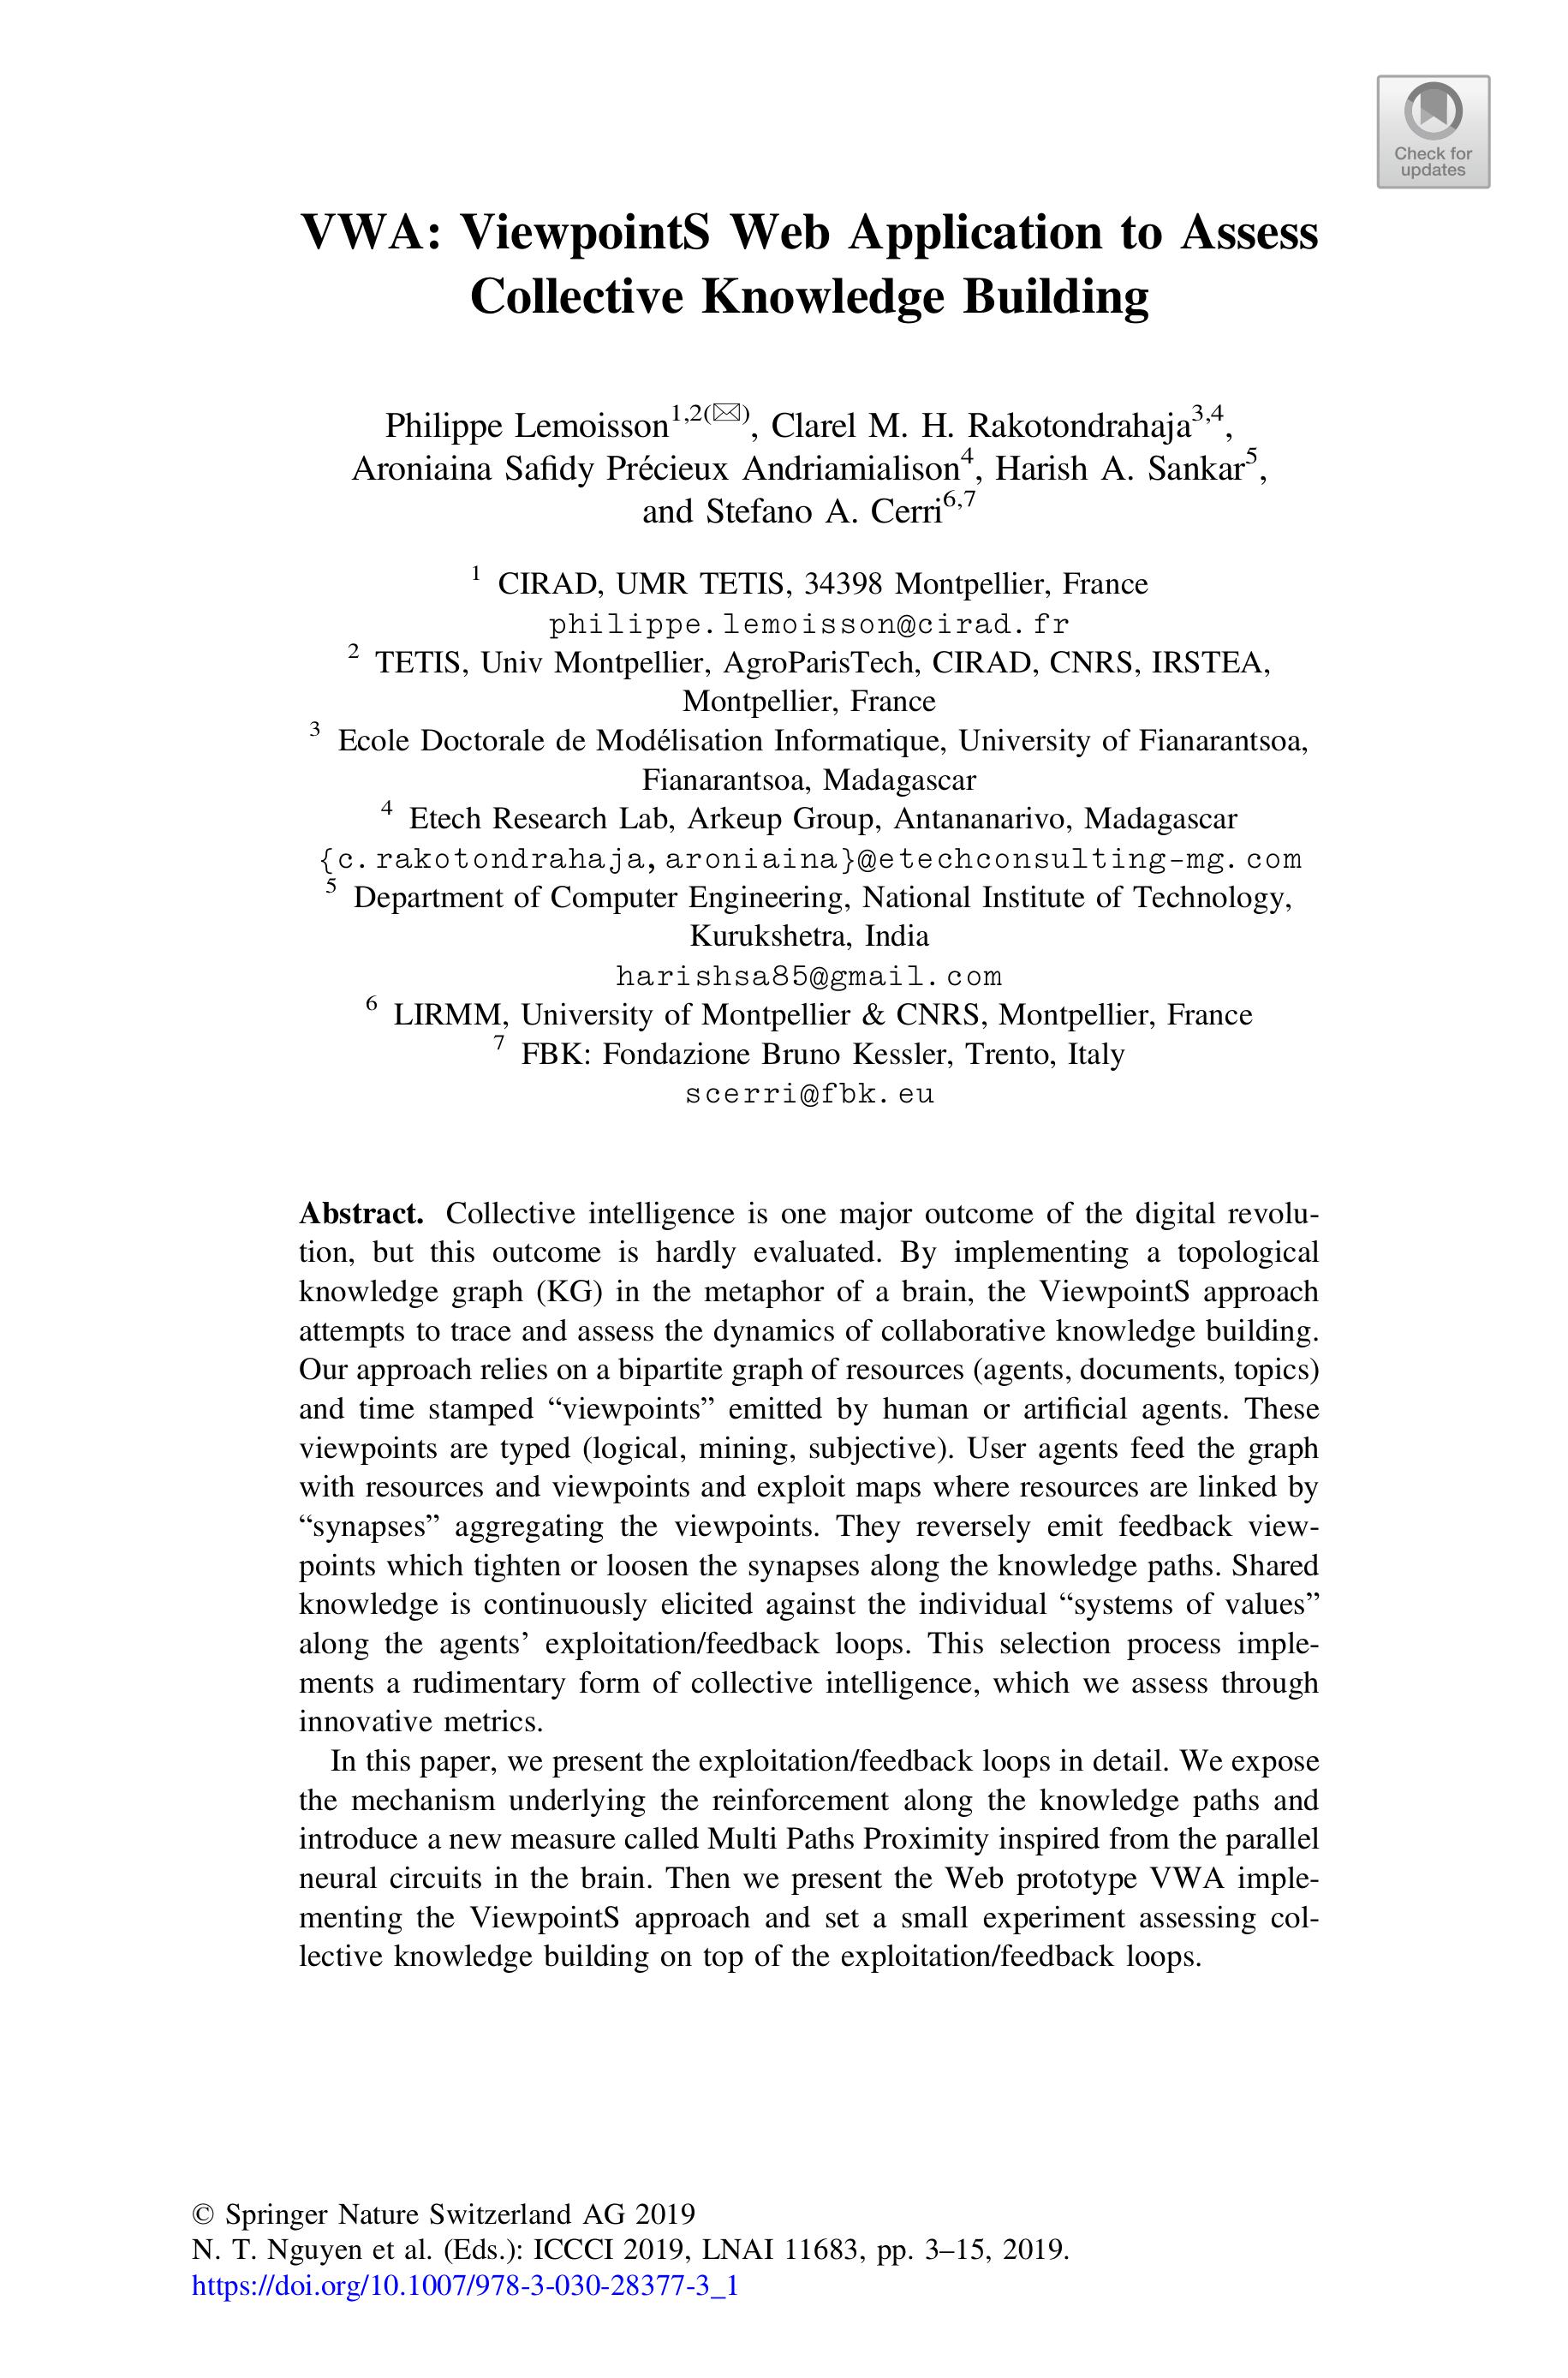 Check for
updates
VWA: ViewpointS Web Application to Assess
Collective Knowledge Building
Philippe Lemoisson1,2(✉), Clarel M. H. Rakotondrahaja3,4,
Aroniaina Safidy Précieux Andriamialison4, Harish A. Sankar5,
and Stefano A. Cerri6,7
1 CIRAD, UMR TETIS, 34398 Montpellier, France
philippe.lemoisson@cirad.fr
2 TETIS, Univ Montpellier, AgroParisTech, CIRAD, CNRS, IRSTEA,
Montpellier, France
3 Ecole Doctorale de Modélisation Informatique, University of Fianarantsoa,
Fianarantsoa, Madagascar
4 Etech Research Lab, Arkeup Group, Antananarivo, Madagascar
{c.rakotondrahaja,aroniaina}@etechconsulting-mg.com
5 Department of Computer Engineering, National Institute of Technology,
Kurukshetra, India
harishsa85@gmail.com
6 LIRMM, University of Montpellier & CNRS, Montpellier, France
7 FBK: Fondazione Bruno Kessler, Trento, Italy
scerri@fbk.eu
Abstract. Collective intelligence is one major outcome of the digital revolu-
tion, but this outcome is hardly evaluated. By implementing a topological
knowledge graph (KG) in the metaphor of a brain, the ViewpointS approach
attempts to trace and assess the dynamics of collaborative knowledge building.
Our approach relies on a bipartite graph of resources (agents, documents, topics)
and time stamped “viewpoints” emitted by human or artificial agents. These
viewpoints are typed (logical, mining, subjective). User agents feed the graph
with resources and viewpoints and exploit maps where resources are linked by
“synapses” aggregating the viewpoints. They reversely emit feedback view-
points which tighten or loosen the synapses along the knowledge paths. Shared
knowledge is continuously elicited against the individual “systems of values”
along the agents’ exploitation/feedback loops. This selection process imple-
ments a rudimentary form of collective intelligence, which we assess through
innovative metrics.
In this paper, we present the exploitation/feedback loops in detail. We expose
the mechanism underlying the reinforcement along the knowledge paths and
introduce a new measure called Multi Paths Proximity inspired from the parallel
neural circuits in the brain. Then we present the Web prototype VWA imple-
menting the ViewpointS approach and set a small experiment assessing col-
lective knowledge building on top of the exploitation/feedback loops.
© Springer Nature Switzerland AG 2019
N. T. Nguyen et al. (Eds.): ICCCI 2019, LNAI 11683, pp. 3–15, 2019.
https://doi.org/10.1007/978-3-030-28377-3_1